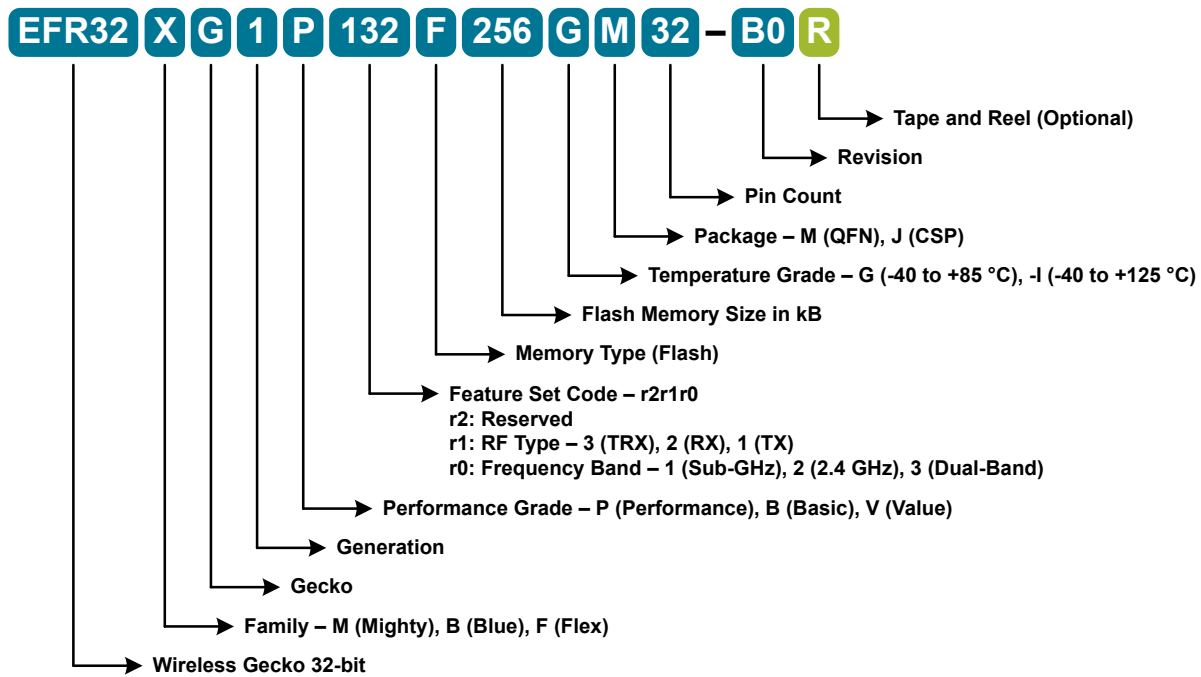 EFR32 X G 1 P 132 F 256 G M 32 – B0 R
Tape and Reel (Optional)
Revision
Pin Count
Package – M (QFN), J (CSP)
Temperature Grade – G (-40 to +85 °C), -I (-40 to +125 °C)
Flash Memory Size in kB
Memory Type (Flash)
Feature Set Code – r2r1r0
r2: Reserved
r1: RF Type – 3 (TRX), 2 (RX), 1 (TX)
r0: Frequency Band – 1 (Sub-GHz), 2 (2.4 GHz), 3 (Dual-Band)
Performance Grade – P (Performance), B (Basic), V (Value)
Generation
Gecko
Family – M (Mighty), B (Blue), F (Flex)
Wireless Gecko 32-bit